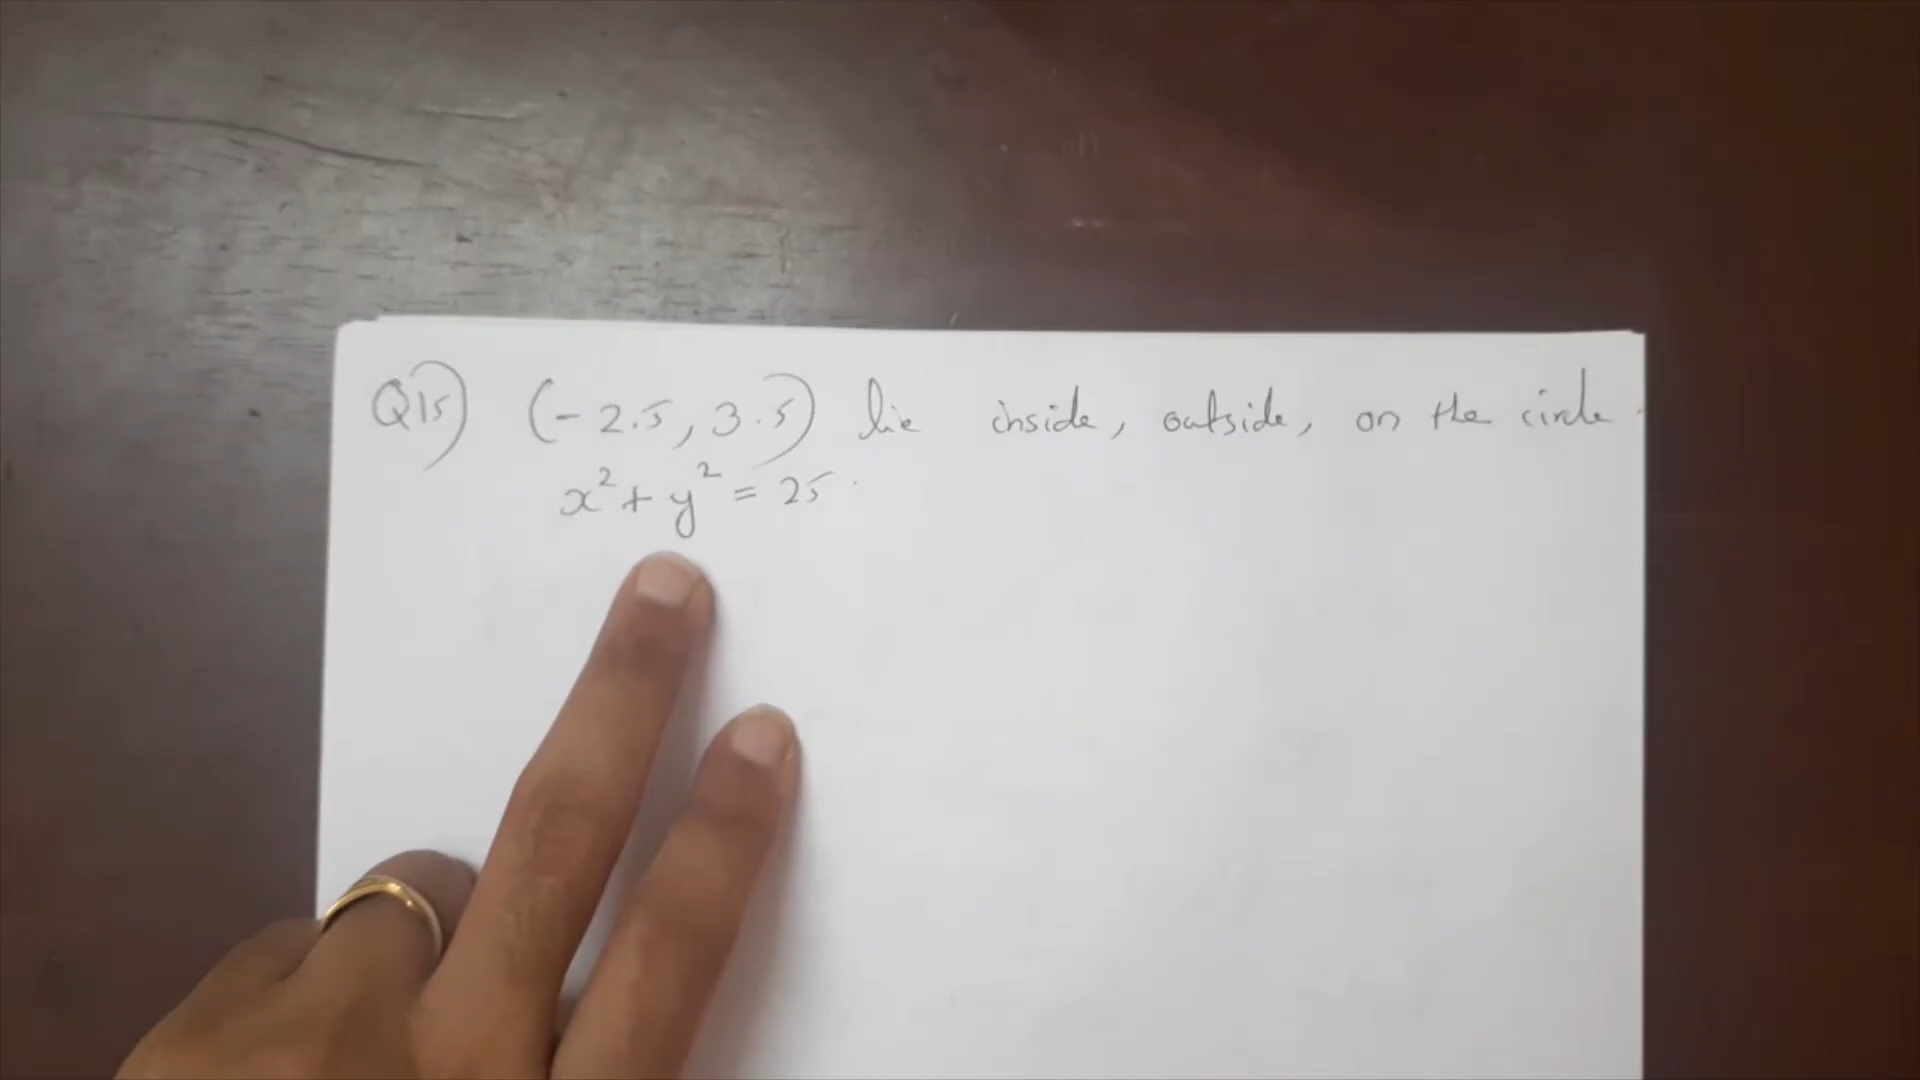 Q15) (-2.5, 3.5) lie inside, outside, on the circle.
x² + y² = 25.